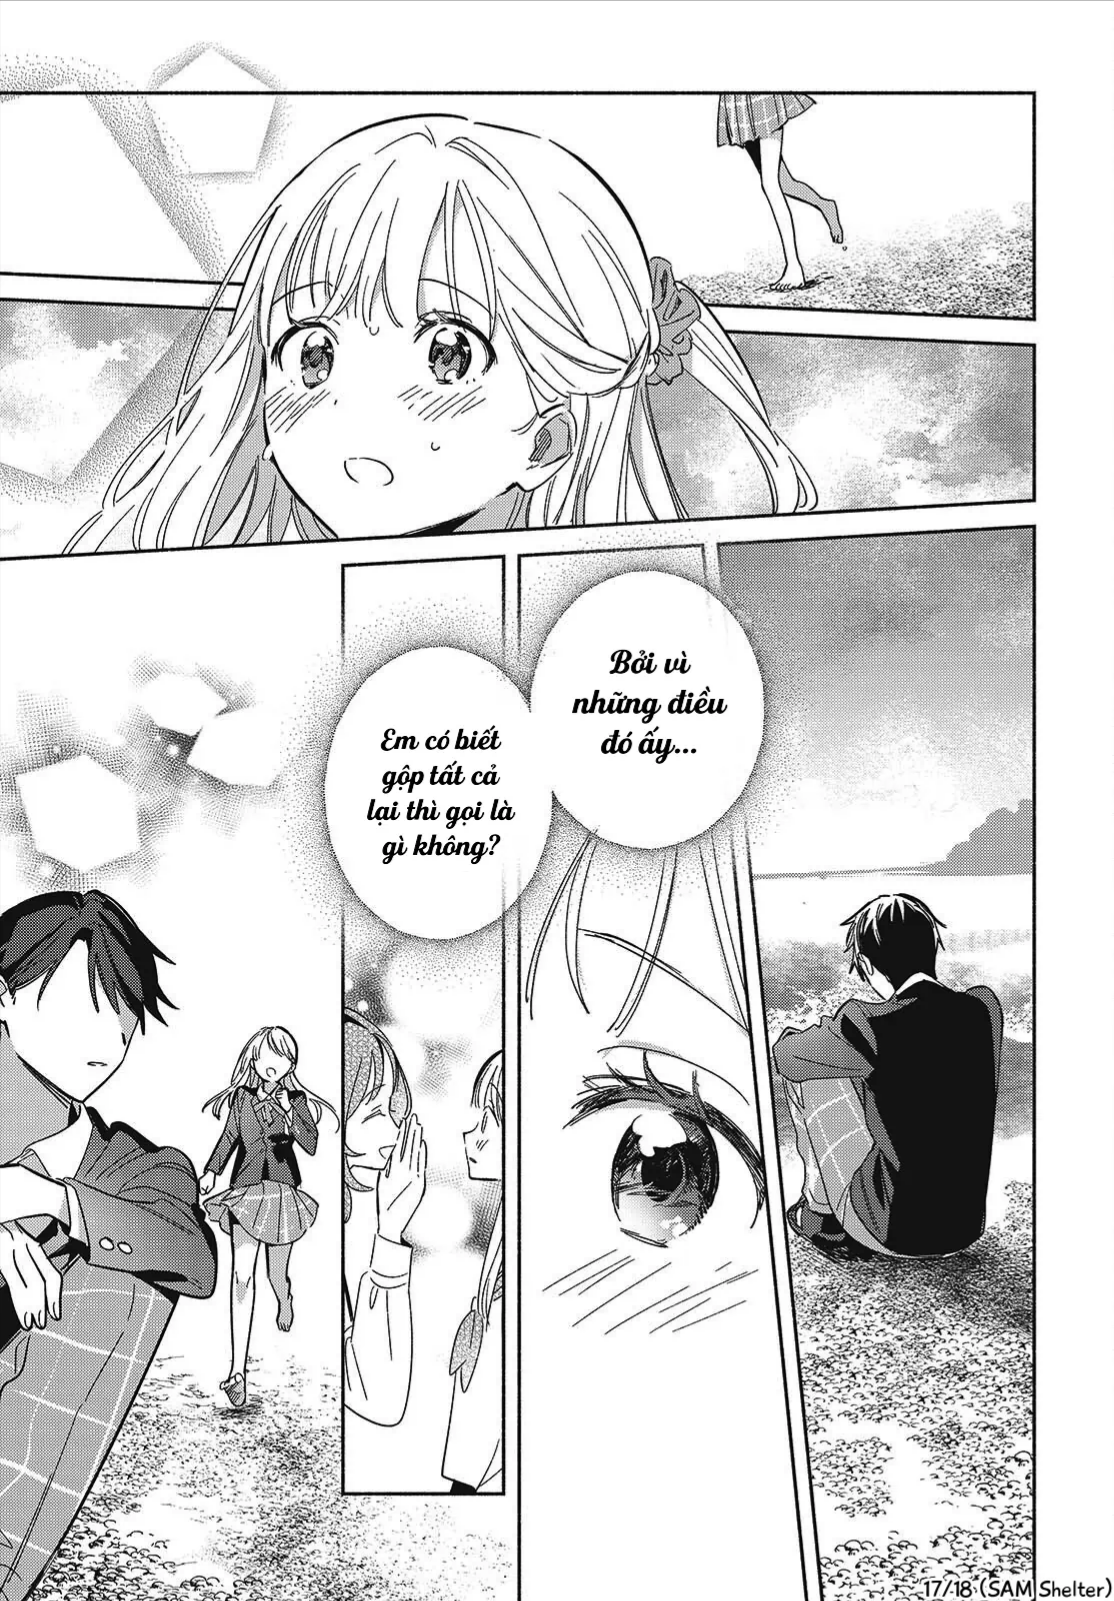 Bởi vì
những điều
đó ấy...
Em có biết
gộp tất cả
lại thì gọi là
gì không?
17/18 (SAM Shelter)